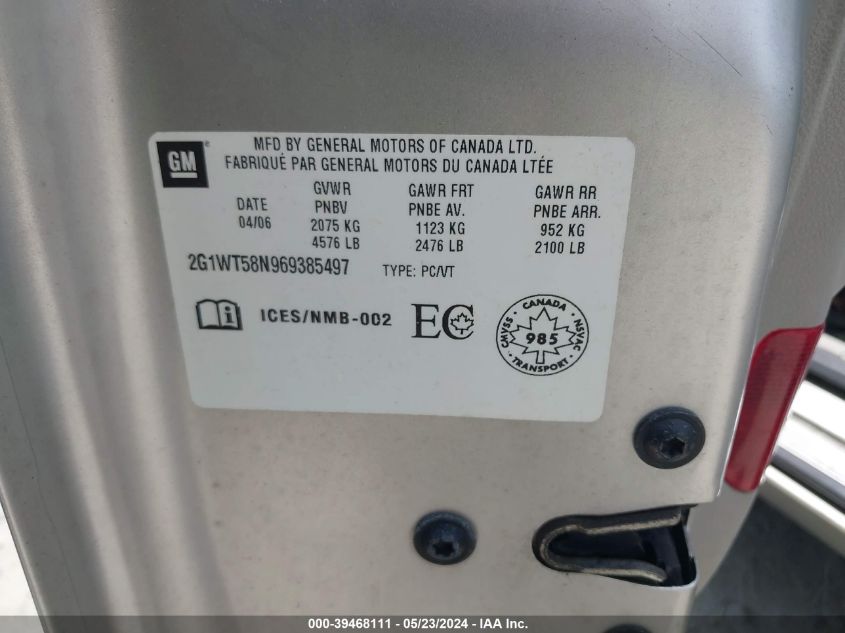 GM
MFD BY GENERAL MOTORS OF CANADA LTD.
FABRIQUÉ PAR GENERAL MOTORS DU CANADA LTÉE
GVWR GAWR FRT GAWR RR
DATE PNBV PNBE AV. PNBE ARR.
04/06 2075 KG 1123 KG 952 KG
4576 LB 2476 LB 2100 LB
2G1WT58N969385497 TYPE: PC/VT
i ICES/NMB-002 EC
CANADA
CMVSS 985 NSVAC
TRANSPORT
000-39468111 — 05/23/2024 — IAA Inc.